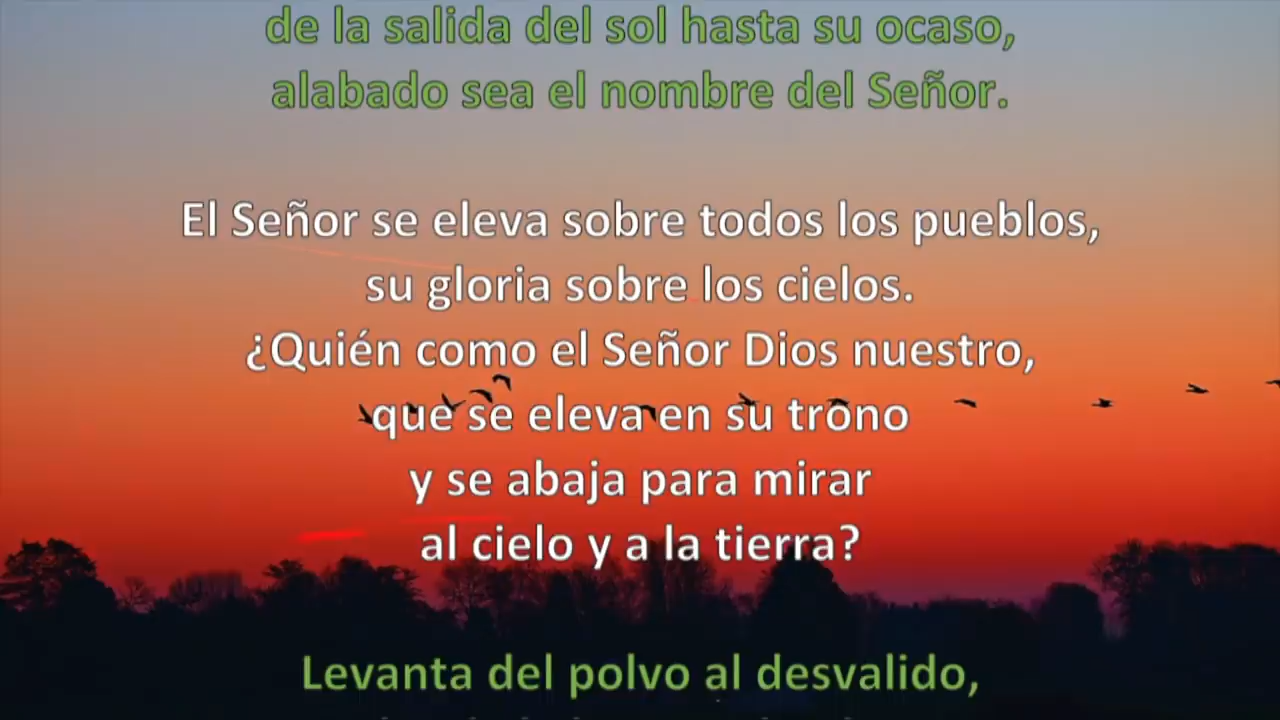 de la salida del sol hasta su ocaso,
alabado sea el nombre del Señor.
El Señor se eleva sobre todos los pueblos,
su gloria sobre los cielos.
¿Quién como el Señor Dios nuestro,
que se eleva en su trono
y se abaja para mirar
al cielo y a la tierra?
Levanta del polvo al desvalido,